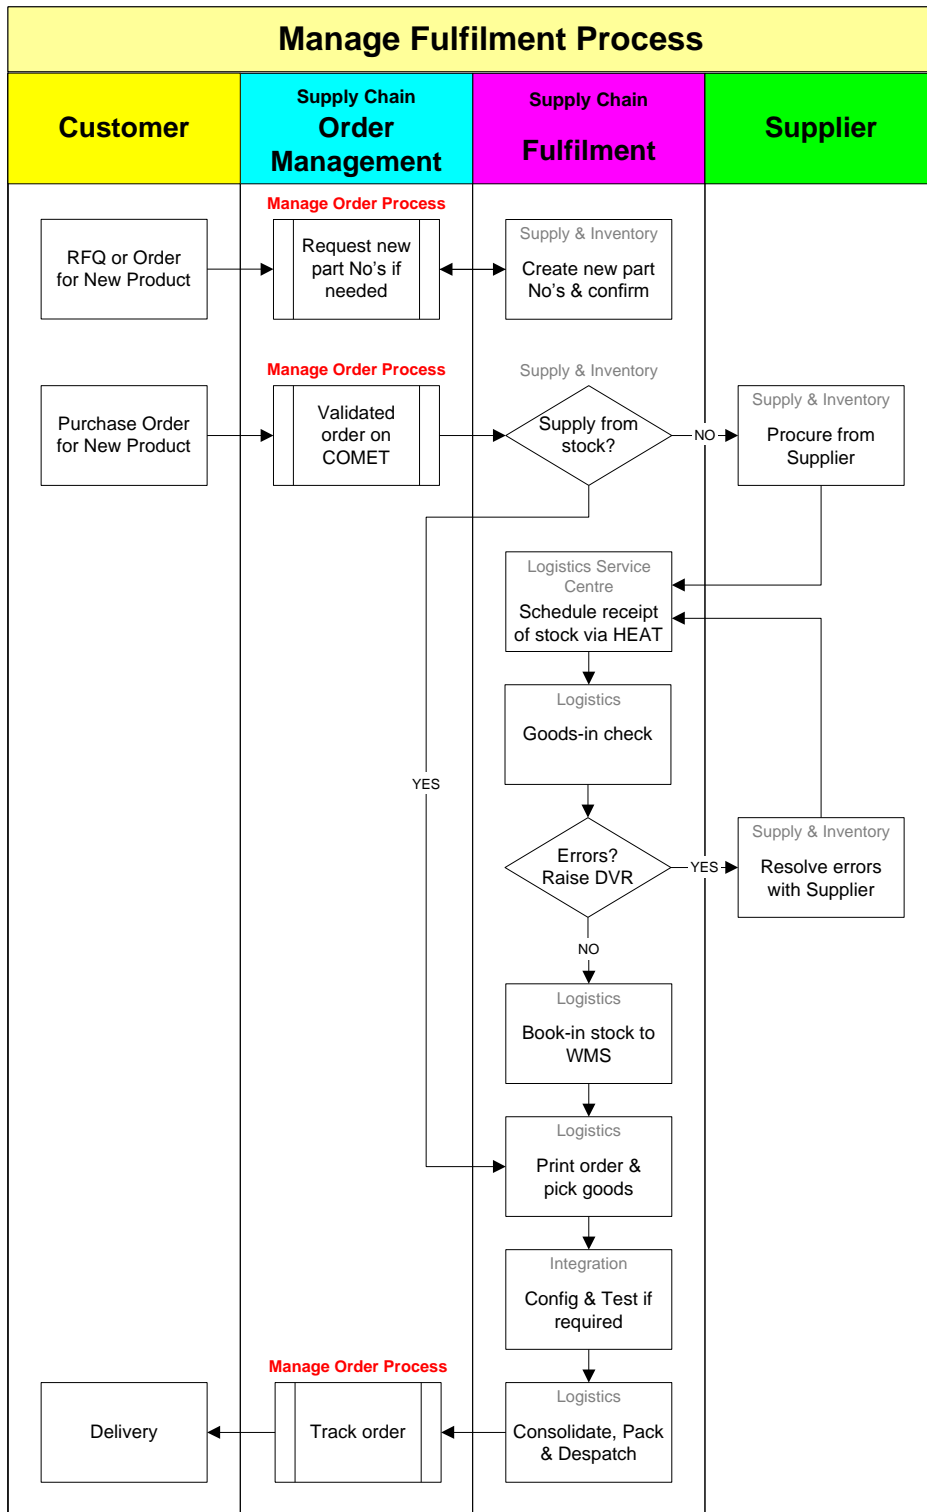 Manage Fulfilment Process
Customer
Supply Chain
Order
Management
Supply Chain
Fulfilment
Supplier
RFQ or Order
for New Product
Manage Order Process
Request new
part No's if
needed
Supply & Inventory
Create new part
No's & confirm
Purchase Order
for New Product
Manage Order Process
Validated
order on
COMET
Supply & Inventory
Supply from
stock?
NO
Supply & Inventory
Procure from
Supplier
Logistics Service
Centre
Schedule receipt
of stock via HEAT
Logistics
Goods-in check
YES
Errors?
Raise DVR
YES
Supply & Inventory
Resolve errors
with Supplier
NO
Logistics
Book-in stock to
WMS
Logistics
Print order &
pick goods
Integration
Config & Test if
required
Delivery
Manage Order Process
Track order
Logistics
Consolidate, Pack
& Despatch